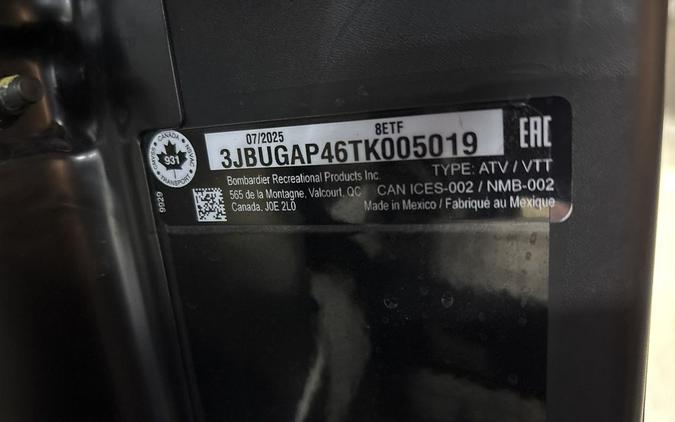 07/2025 8ETF
3JBUGAP46TK005019
EAC
CANADA
931
TRANSPORT
TYPE: ATV / VTT
Bombardier Recreational Products Inc.
565 de la Montagne, Valcourt, QC
Canada, J0E 2L0
CAN ICES-002 / NMB-002
Made in Mexico / Fabriqué au Mexique
9929